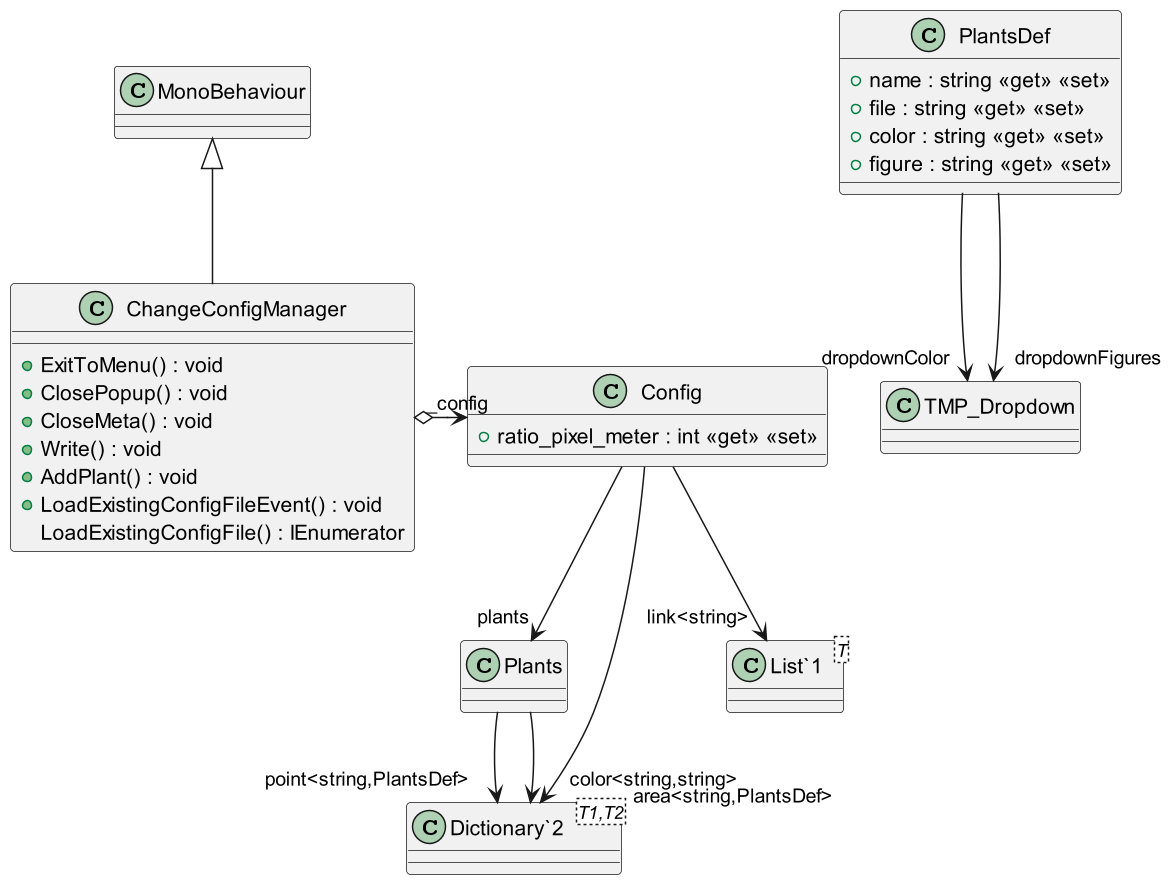 C PlantsDef
name : string «get» «set»
file : string «get» «set»
color : string «get» «set»
figure : string «get» «set»
C MonoBehaviour
C ChangeConfigManager
ExitToMenu() : void
ClosePopup() : void
CloseMeta() : void
Write() : void
AddPlant() : void
LoadExistingConfigFileEvent() : void
LoadExistingConfigFile() : IEnumerator
_config
C Config
ratio_pixel_meter : int «get» «set»
dropdownColor
dropdownFigures
C TMP_Dropdown
plants
link<string>
C Plants
C List`1
T
point<string,PlantsDef>
color<string,string>
area<string,PlantsDef>
C Dictionary`2
T1,T2